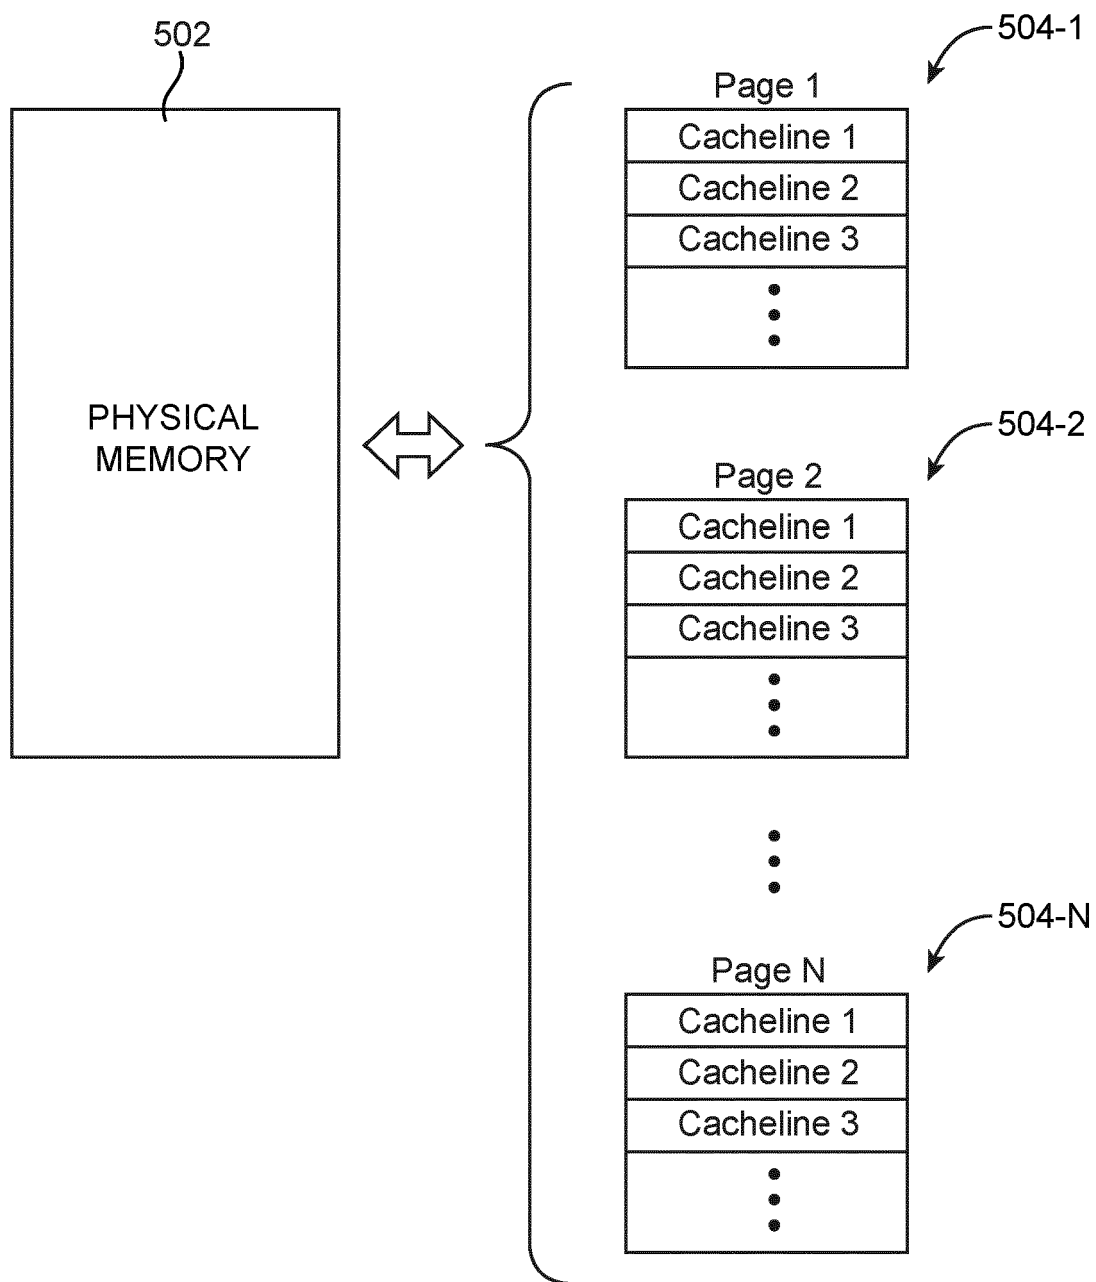 502
PHYSICAL
MEMORY
504-1
Page 1
Cacheline 1
Cacheline 2
Cacheline 3
504-2
Page 2
Cacheline 1
Cacheline 2
Cacheline 3
504-N
Page N
Cacheline 1
Cacheline 2
Cacheline 3